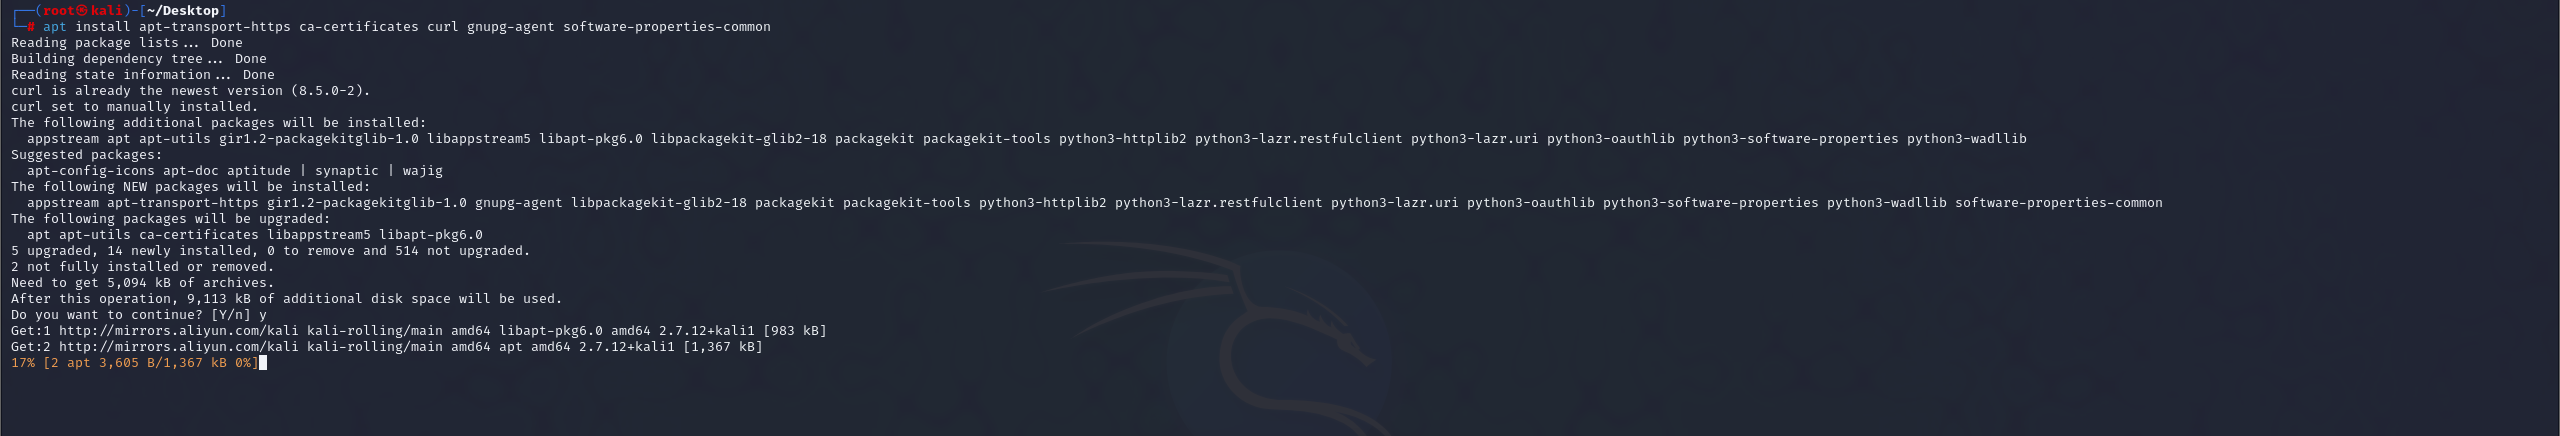 ┌──(root㉿kali)-[~/Desktop]
└─# apt install apt-transport-https ca-certificates curl gnupg-agent software-properties-common
Reading package lists... Done
Building dependency tree... Done
Reading state information... Done
curl is already the newest version (8.5.0-2).
curl set to manually installed.
The following additional packages will be installed:
  appstream apt apt-utils gir1.2-packagekitglib-1.0 libappstream5 libapt-pkg6.0 libpackagekit-glib2-18 packagekit packagekit-tools python3-httplib2 python3-lazr.restfulclient python3-lazr.uri python3-oauthlib python3-software-properties python3-wadllib
Suggested packages:
  apt-config-icons apt-doc aptitude | synaptic | wajig
The following NEW packages will be installed:
  appstream apt-transport-https gir1.2-packagekitglib-1.0 gnupg-agent libpackagekit-glib2-18 packagekit packagekit-tools python3-httplib2 python3-lazr.restfulclient python3-lazr.uri python3-oauthlib python3-software-properties python3-wadllib software-properties-common
The following packages will be upgraded:
  apt apt-utils ca-certificates libappstream5 libapt-pkg6.0
5 upgraded, 14 newly installed, 0 to remove and 514 not upgraded.
2 not fully installed or removed.
Need to get 5,094 kB of archives.
After this operation, 9,113 kB of additional disk space will be used.
Do you want to continue? [Y/n] y
Get:1 http://mirrors.aliyun.com/kali kali-rolling/main amd64 libapt-pkg6.0 amd64 2.7.12+kali1 [983 kB]
Get:2 http://mirrors.aliyun.com/kali kali-rolling/main amd64 apt amd64 2.7.12+kali1 [1,367 kB]
17% [2 apt 3,605 B/1,367 kB 0%]